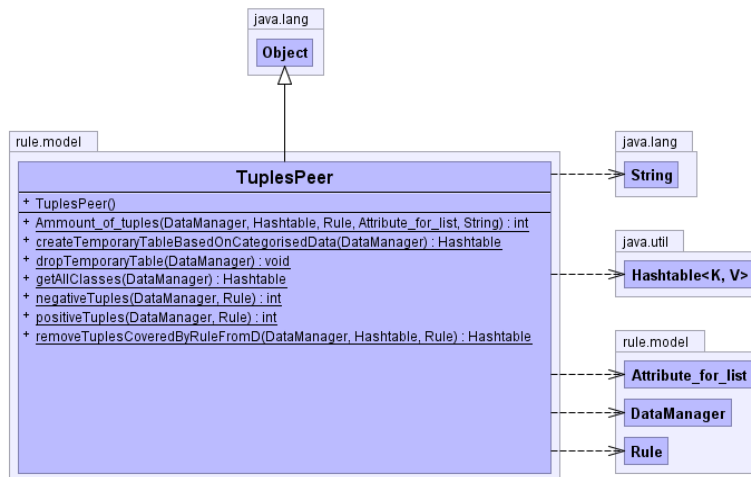 java.lang
Object
rule.model
TuplesPeer
+ TuplesPeer()
+ Ammount_of_tuples(DataManager, Hashtable, Rule, Attribute_for_list, String) : int
+ createTemporaryTableBasedOnCategorisedData(DataManager) : Hashtable
+ dropTemporaryTable(DataManager) : void
+ getAllClasses(DataManager) : Hashtable
+ negativeTuples(DataManager, Rule) : int
+ positiveTuples(DataManager, Rule) : int
+ removeTuplesCoveredByRuleFromD(DataManager, Hashtable, Rule) : Hashtable
java.lang
String
java.util
Hashtable<K, V>
rule.model
Attribute_for_list
DataManager
Rule